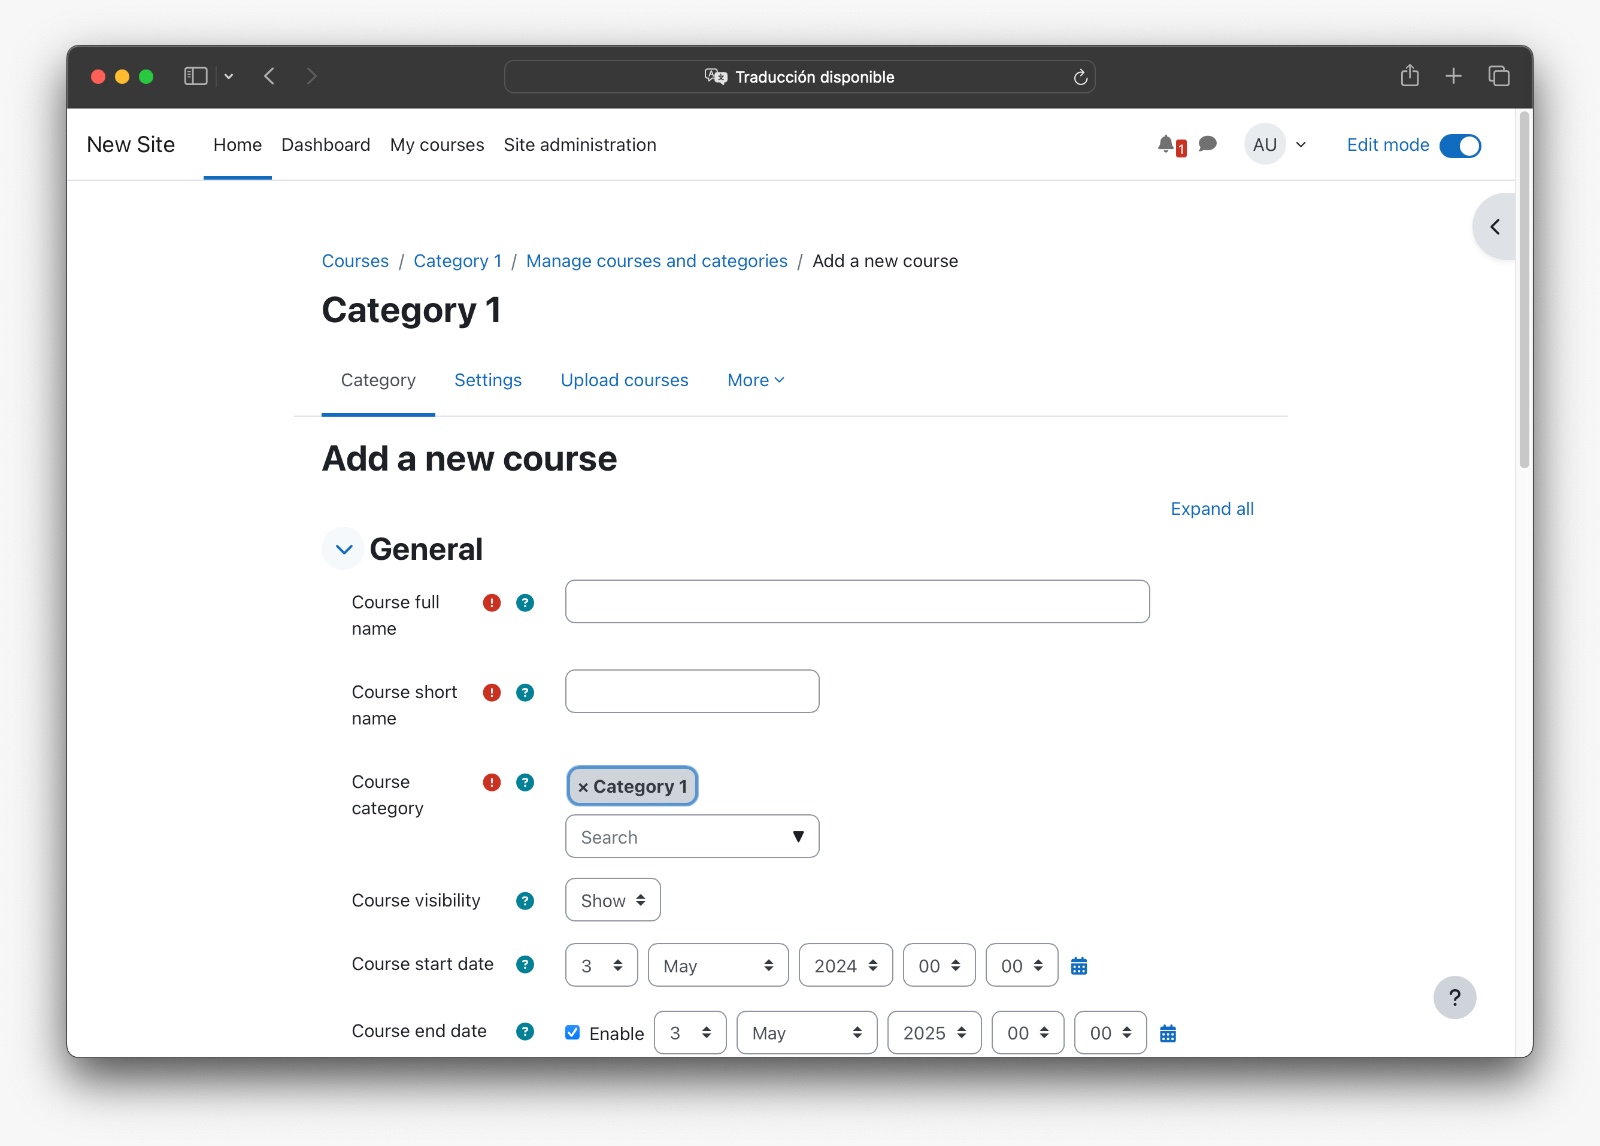 Traducción disponible
New Site Home Dashboard My courses Site administration 1 AU Edit mode
Courses / Category 1 / Manage courses and categories / Add a new course
Category 1
Category Settings Upload courses More
Add a new course
Expand all
General
Course full
name
Course short
name
Course
category
× Category 1
Search
Course visibility ? Show
Course start date ? 3 May 2024 00 00
?
Course end date ? Enable 3 May 2025 00 00